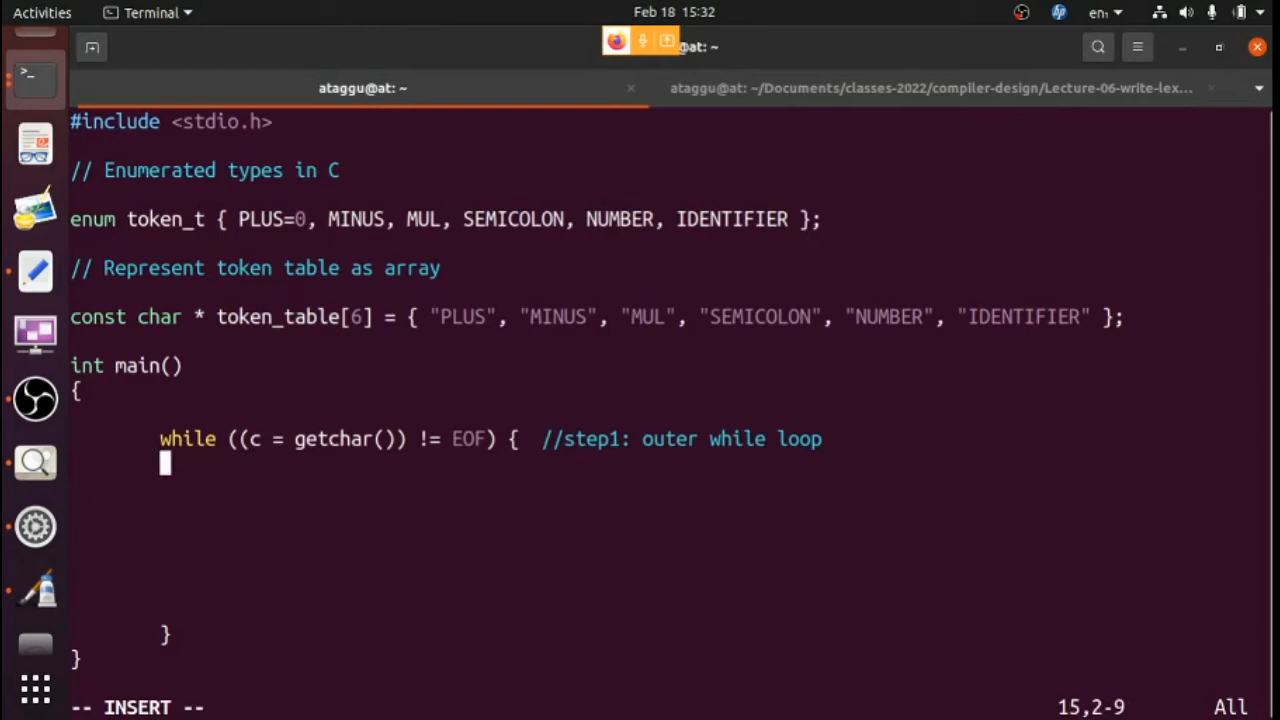 Activities Terminal Feb 18 15:32 en₁
@at: ~
ataggu@at: ~ ataggu@at: ~/Documents/classes-2022/compiler-design/Lecture-06-write-lex...
#include <stdio.h>
// Enumerated types in C
enum token_t { PLUS=0, MINUS, MUL, SEMICOLON, NUMBER, IDENTIFIER };
// Represent token table as array
const char * token_table[6] = { "PLUS", "MINUS", "MUL", "SEMICOLON", "NUMBER", "IDENTIFIER" };
int main()
{
while ((c = getchar()) != EOF) { //step1: outer while loop
}
}
-- INSERT -- 15,2-9 All